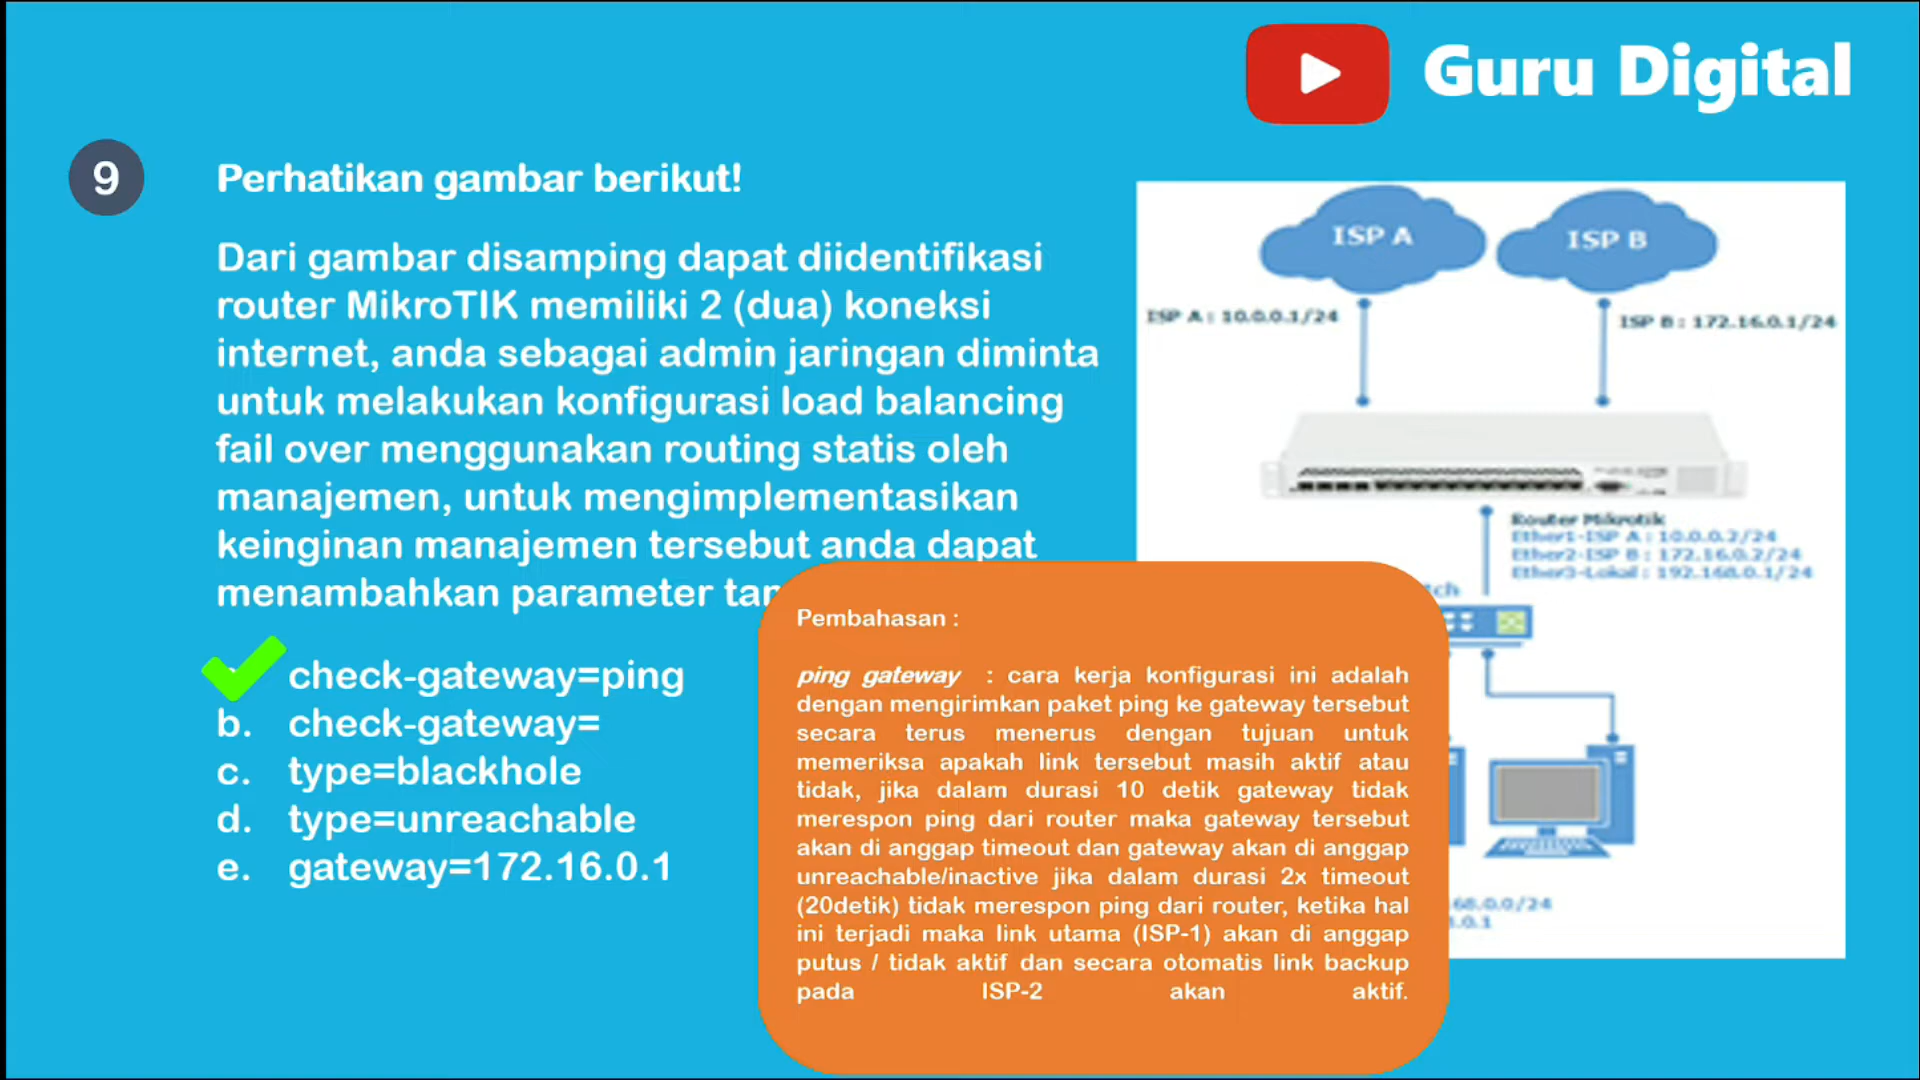 Guru Digital
9
Perhatikan gambar berikut!
Dari gambar disamping dapat diidentifikasi
router MikroTIK memiliki 2 (dua) koneksi
internet, anda sebagai admin jaringan diminta
untuk melakukan konfigurasi load balancing
fail over menggunakan routing statis oleh
manajemen, untuk mengimplementasikan
keinginan manajemen tersebut anda dapat
menambahkan parameter
check-gateway=ping
b. check-gateway=
c. type=blackhole
d. type=unreachable
e. gateway=172.16.0.1
ISP A
ISP B
ISP A : 10.0.0.1/24
ISP B : 172.16.0.1/24
Router Mikrotik
Ether1-ISP A : 10.0.0.2/24
Ether2-ISP B : 172.16.0.2/24
Ether3-Lokal : 192.168.0.1/24
Pembahasan :
ping gateway : cara kerja konfigurasi ini adalah
dengan mengirimkan paket ping ke gateway tersebut
secara terus menerus dengan tujuan untuk
memeriksa apakah link tersebut masih aktif atau
tidak, jika dalam durasi 10 detik gateway tidak
merespon ping dari router maka gateway tersebut
akan di anggap timeout dan gateway akan di anggap
unreachable/inactive jika dalam durasi 2x timeout
(20detik) tidak merespon ping dari router, ketika hal
ini terjadi maka link utama (ISP-1) akan di anggap
putus / tidak aktif dan secara otomatis link backup
pada ISP-2 akan aktif.